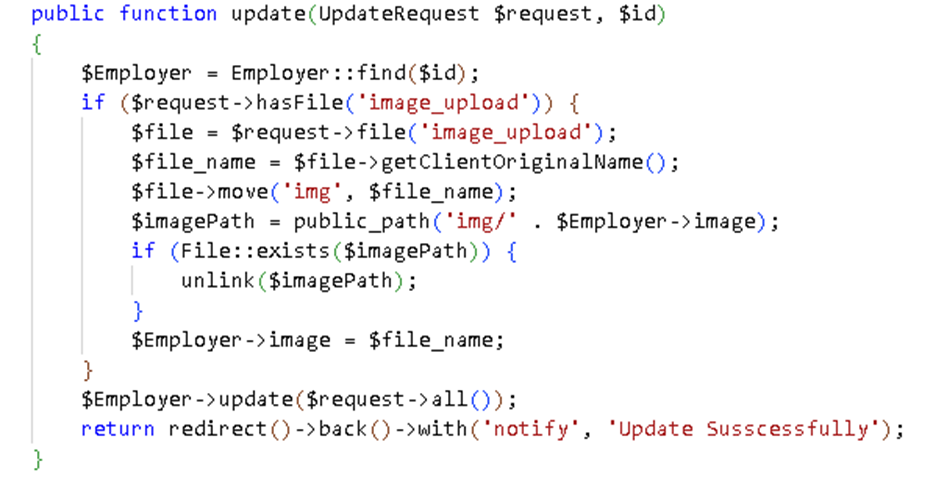 public function update(UpdateRequest $request, $id)
{
    $Employer = Employer::find($id);
    if ($request->hasFile('image_upload')) {
        $file = $request->file('image_upload');
        $file_name = $file->getClientOriginalName();
        $file->move('img', $file_name);
        $imagePath = public_path('img/' . $Employer->image);
        if (File::exists($imagePath)) {
            unlink($imagePath);
        }
        $Employer->image = $file_name;
    }
    $Employer->update($request->all());
    return redirect()->back()->with('notify', 'Update Susscessfully');
}